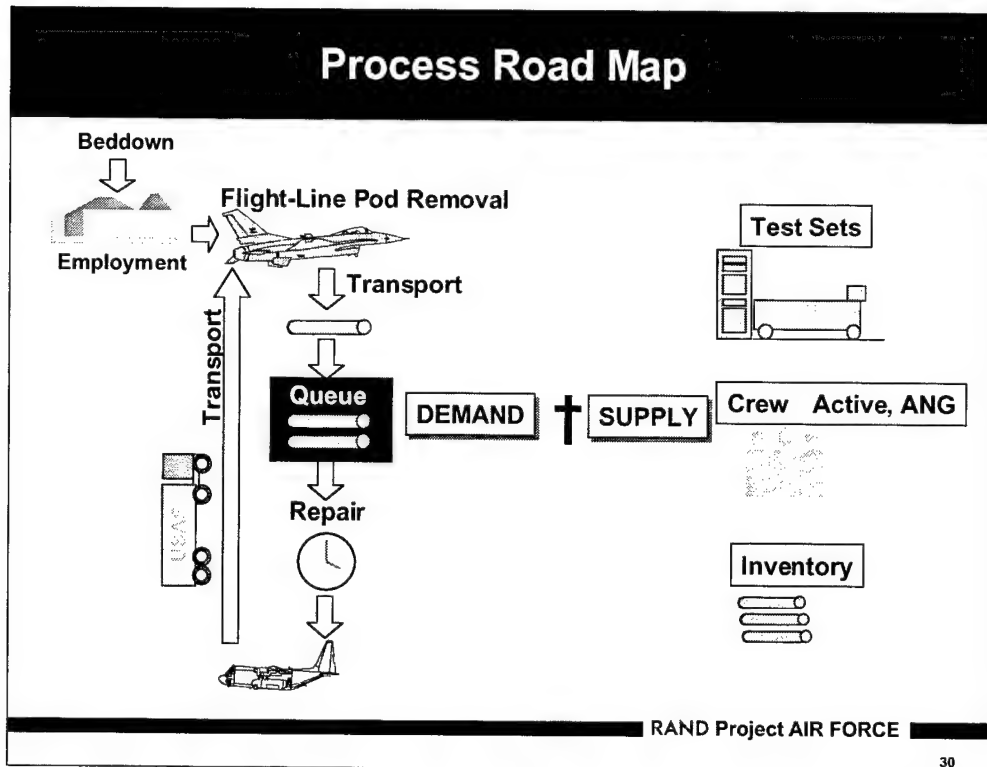 Process Road Map
Beddown
Employment
Flight-Line Pod Removal
Transport
Transport
Queue
Repair
USAF
DEMAND
SUPPLY
Test Sets
Crew Active, ANG
Inventory
RAND Project AIR FORCE
30